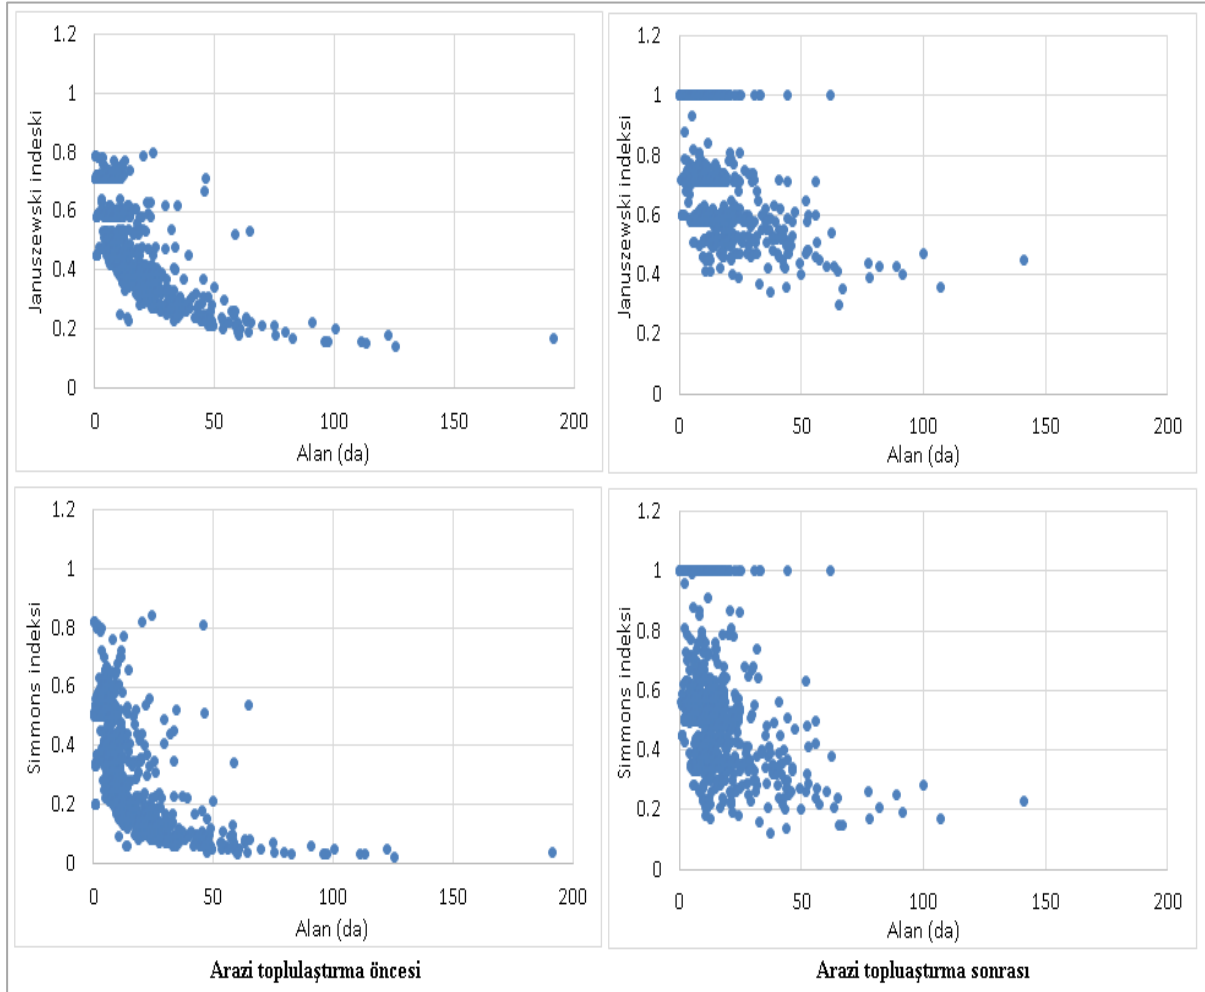 1.2
1
0.8
0.6
0.4
0.2
0
0 50 100 150 200
Januszewski indeski
Alan (da)
1.2
1
0.8
0.6
0.4
0.2
0
0 50 100 150 200
Januszewski indeksi
Alan (da)
1.2
1
0.8
0.6
0.4
0.2
0
0 50 100 150 200
Simmons indeksi
Alan (da)
1.2
1
0.8
0.6
0.4
0.2
0
0 50 100 150 200
Simmons indeksi
Alan (da)
Arazi toplulaştırma öncesi
Arazi topluaştırma sonrası